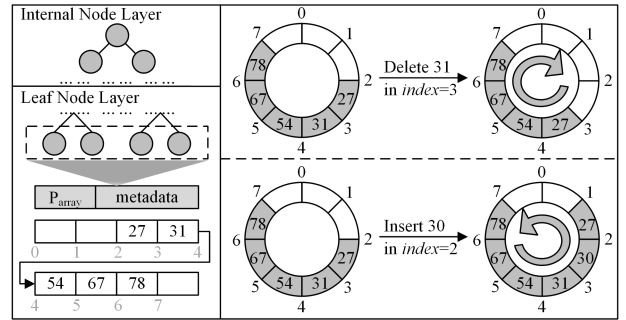 Internal Node Layer
... ... ... ... ... ...
Leaf Node Layer
... ... ... ... ... ...
Parray metadata
27 31
0 1 2 3 4
54 67 78
4 5 6 7
0
7 1
78
6 2
67 27
54 31
5 3
4
Delete 31
in index=3
0
7 1
78
6 2
67
54 27
5 3
4
0
7 1
78
6 2
67 27
54 31
5 3
4
Insert 30
in index=2
0
7 1
78 27
6 2
67 30
54 31
5 3
4